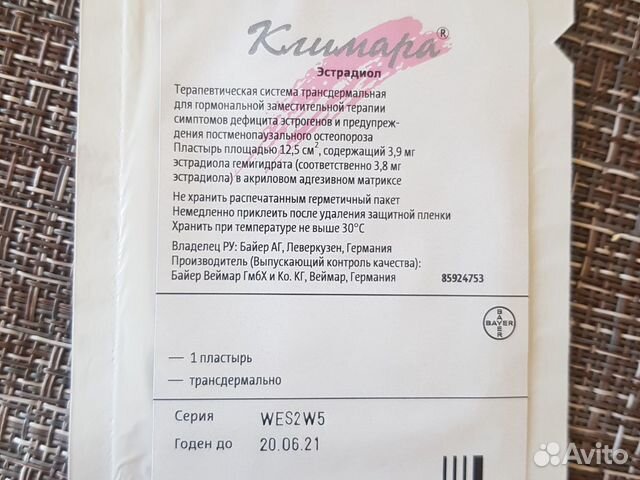 Климара®
Эстрадиол
Терапевтическая система трансдермальная
для гормональной заместительной терапии
симптомов дефицита эстрогенов и предупреж-
дения постменопаузального остеопороза
Пластырь площадью 12,5 см², содержащий 3,9 мг
эстрадиола гемигидрата (соответственно 3,8 мг
эстрадиола) в акриловом адгезивном матриксе
Не хранить распечатанным герметичный пакет
Немедленно приклеить после удаления защитной пленки
Хранить при температуре не выше 30°С
Владелец РУ: Байер АГ, Леверкузен, Германия
Производитель (Выпускающий контроль качества):
Байер Веймар ГмбХ и Ко. КГ, Веймар, Германия 85924753
BAYER
BAYER
— 1 пластырь
— трансдермально
Серия WES2W5
Годен до 20.06.21
Avito